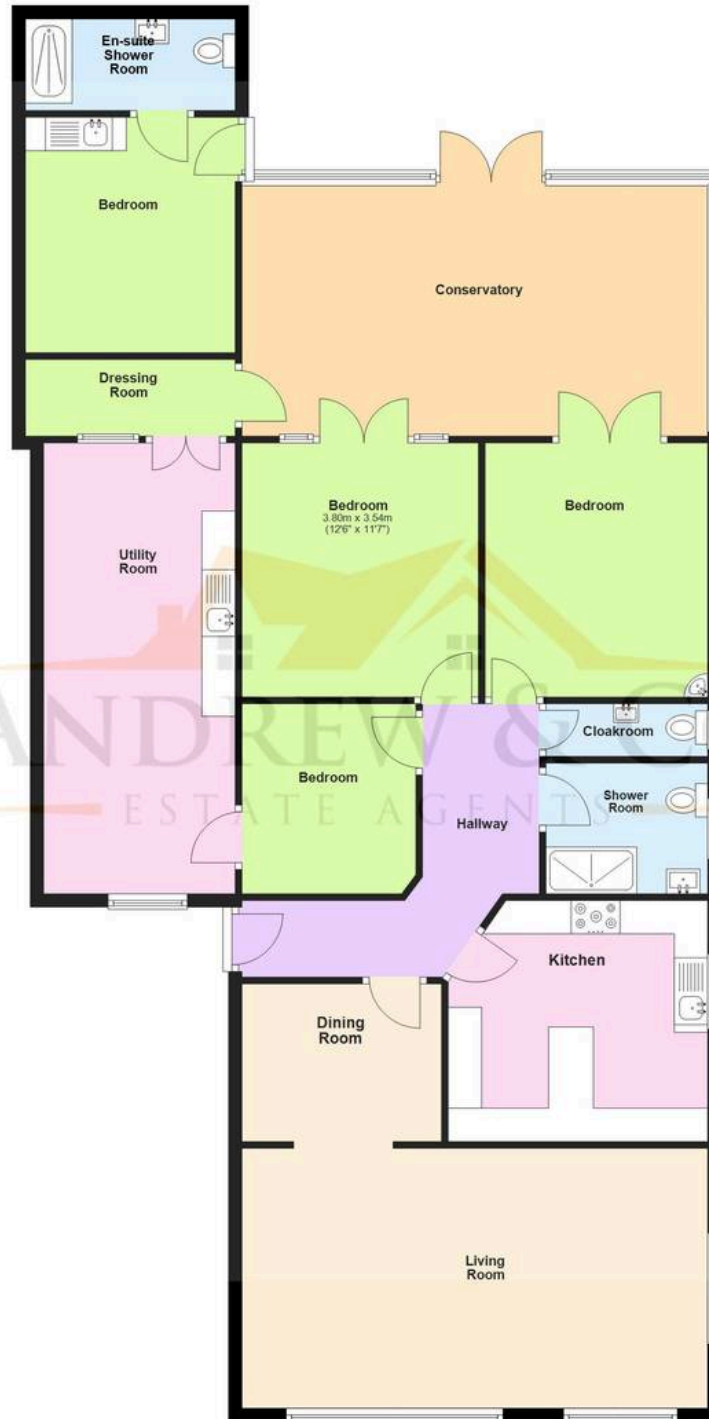 En-suite
Shower
Room
Bedroom
Conservatory
Dressing
Room
Bedroom
3.80m x 3.54m
(12'6" x 11'7")
Bedroom
Utility
Room
Cloakroom
Bedroom
Shower
Room
Hallway
ANDREW & C
ESTATE AGENTS
Kitchen
Dining
Room
Living
Room